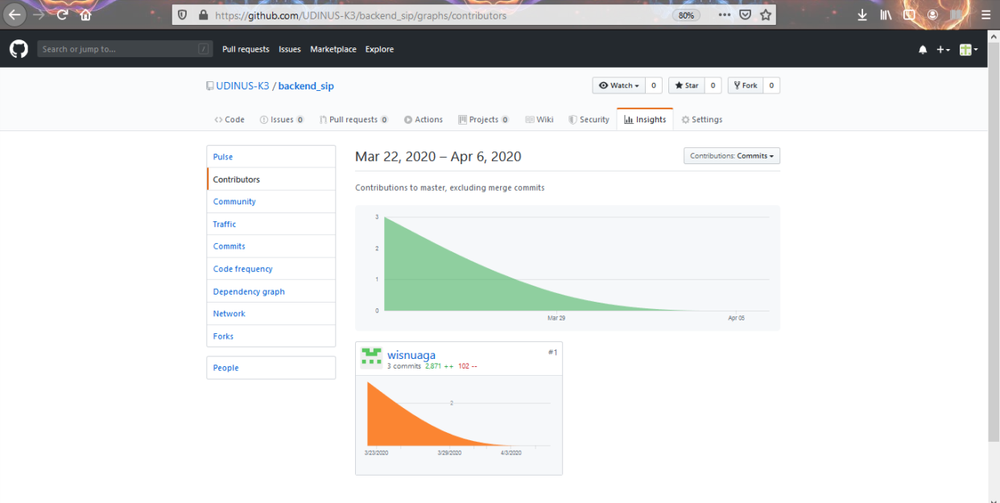 https://github.com/UDINUS-K3/backend_sip/graphs/contributors 80%
Search or jump to... / Pull requests Issues Marketplace Explore
UDINUS-K3 / backend_sip Watch 0 Star 0 Fork 0
Code Issues 0 Pull requests 0 Actions Projects 0 Wiki Security Insights Settings
Pulse
Contributors
Community
Traffic
Commits
Code frequency
Dependency graph
Network
Forks
People
Mar 22, 2020 – Apr 6, 2020 Contributions: Commits
Contributions to master, excluding merge commits
3
2
1
0
Mar 29 Apr 05
wisnuaga #1
3 commits 2,871 ++ 102 --
2
3/23/2020 3/29/2020 4/3/2020